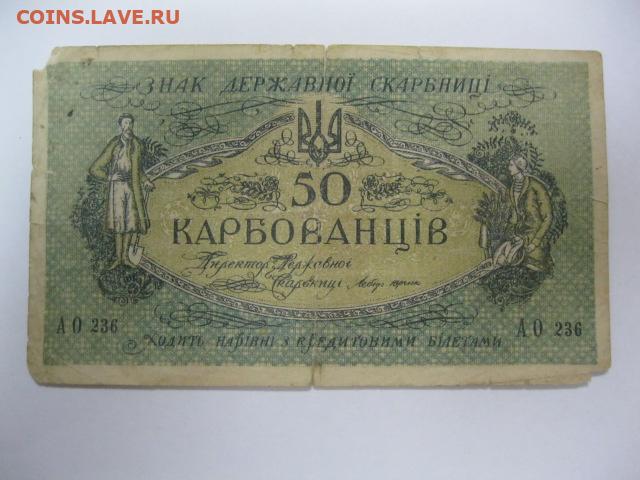 COINS.LAVE.RU
ЗНАК ДЕРЖАВНОЇ СКАРБНИЦІ
50
КАРБОВАНЦІВ
Директор Державної
Скарбниці
АО 236 АО 236
Ходить нарівні з кредитовими білетами